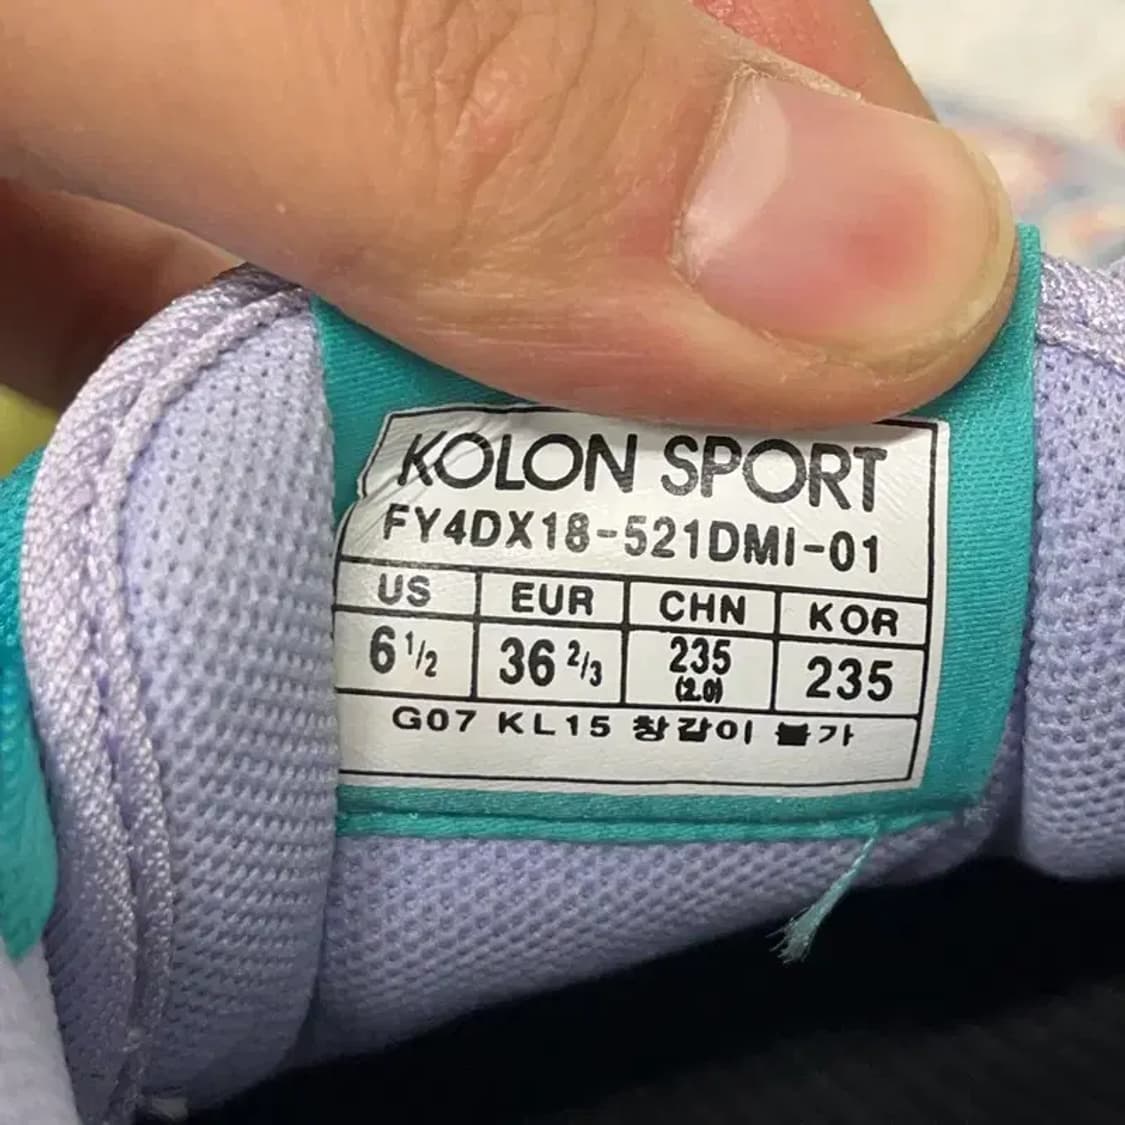 KOLON SPORT
FY4DX18-521DMI-01
US EUR CHN KOR
6 1/2 36 2/3 235 235
(2.0)
G07 KL15 창갈이 불가